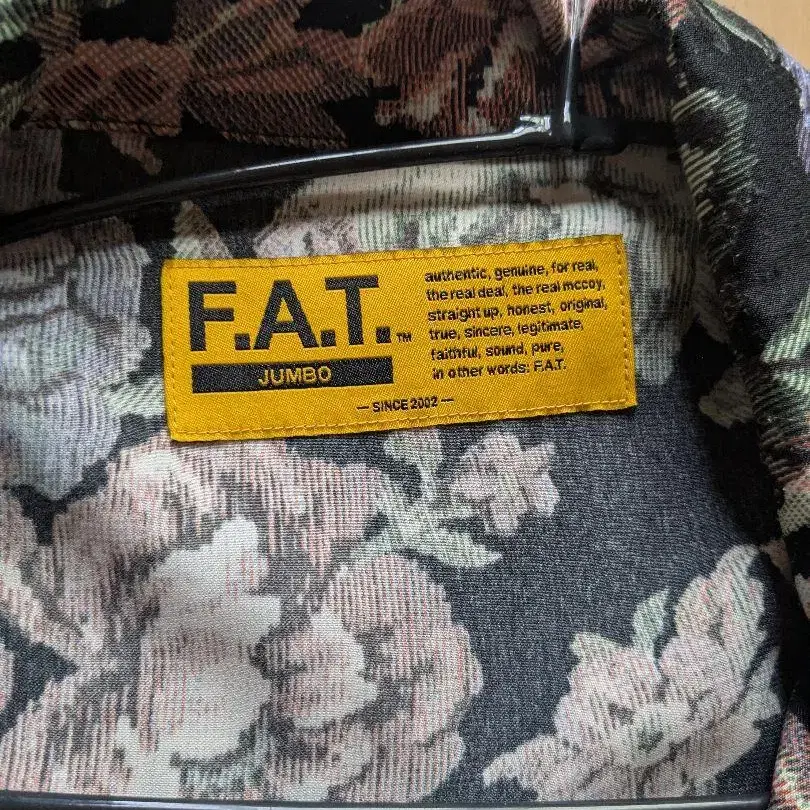 F.A.T.™
JUMBO
authentic, genuine, for real,
the real deal, the real mccoy,
straight up, honest, original,
true, sincere, legitimate,
faithful, sound, pure,
in other words: F.A.T.
— SINCE 2002 —